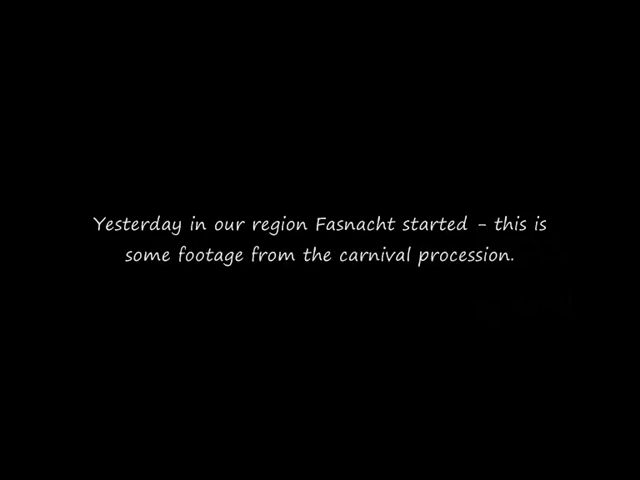 Yesterday in our region Fasnacht started - this is
some footage from the carnival procession.